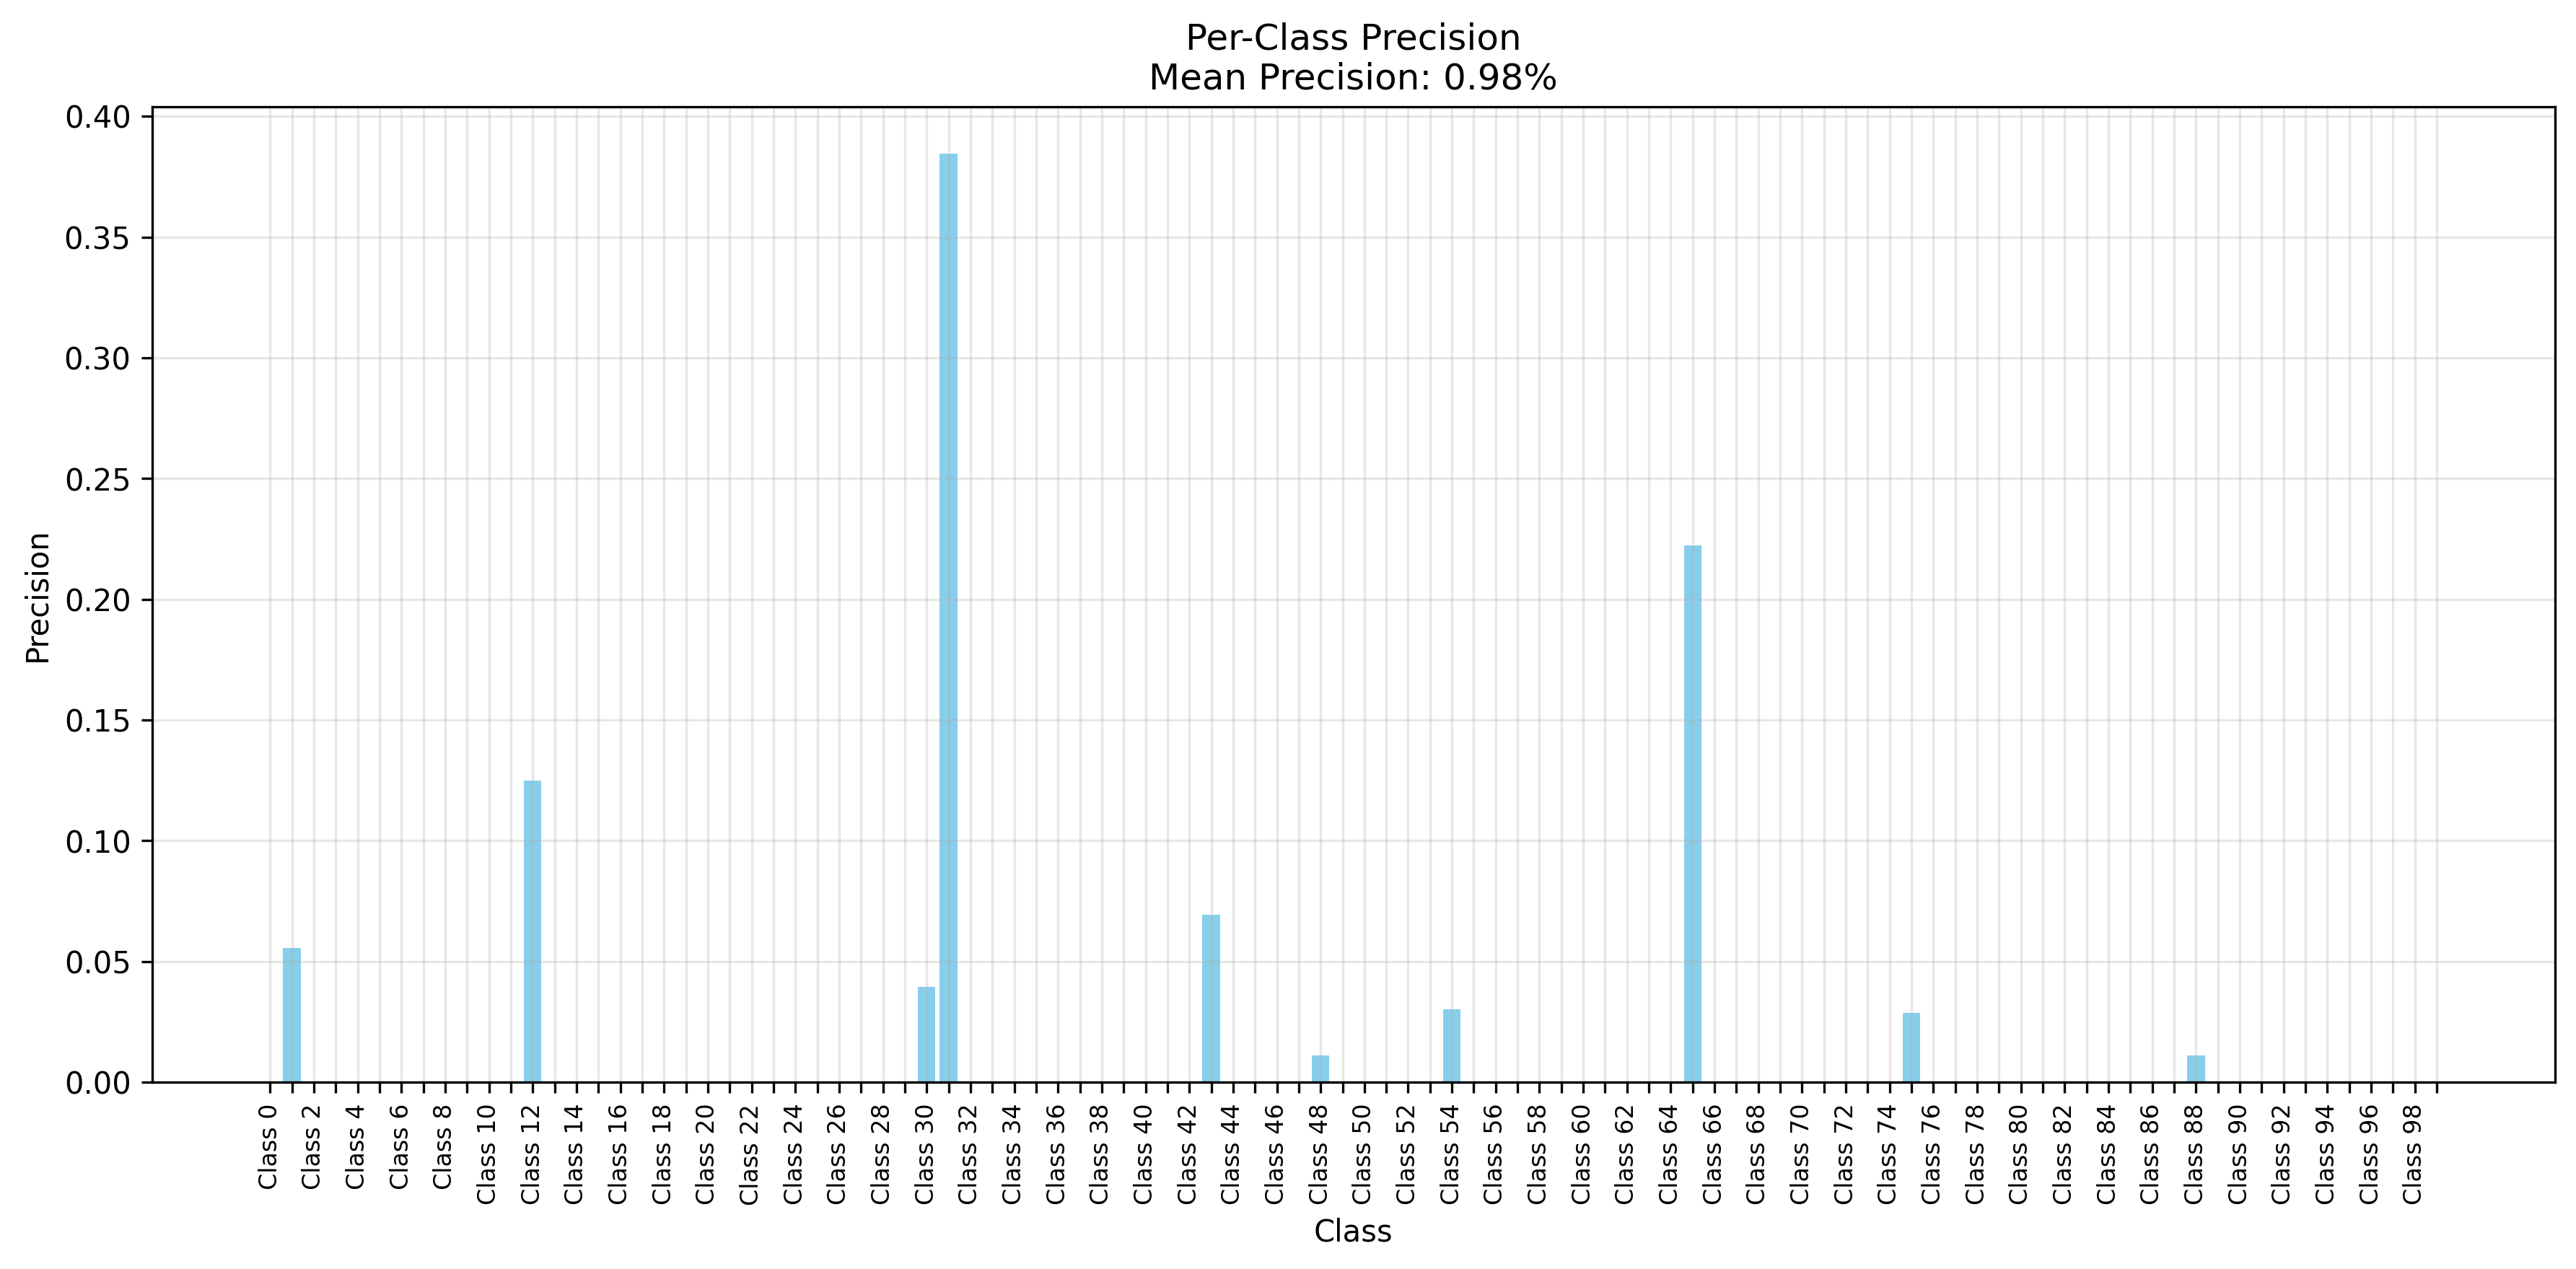 Per-Class Precision
Mean Precision: 0.98%
0.40
0.35
0.30
0.25
0.20
0.15
0.10
0.05
0.00
Precision
Class 0
Class 2
Class 4
Class 6
Class 8
Class 10
Class 12
Class 14
Class 16
Class 18
Class 20
Class 22
Class 24
Class 26
Class 28
Class 30
Class 32
Class 34
Class 36
Class 38
Class 40
Class 42
Class 44
Class 46
Class 48
Class 50
Class 52
Class 54
Class 56
Class 58
Class 60
Class 62
Class 64
Class 66
Class 68
Class 70
Class 72
Class 74
Class 76
Class 78
Class 80
Class 82
Class 84
Class 86
Class 88
Class 90
Class 92
Class 94
Class 96
Class 98
Class